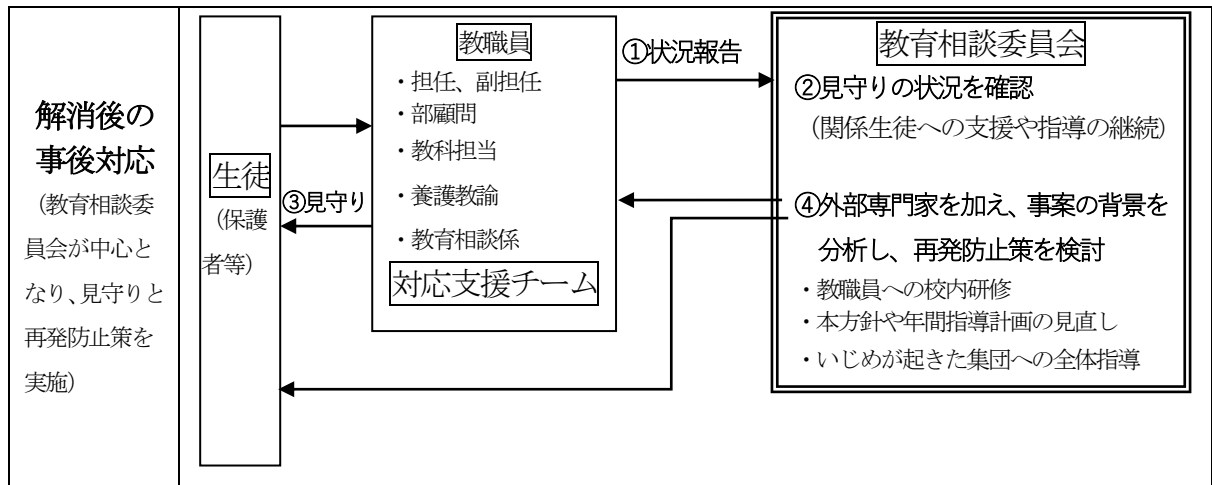 解消後の
事後対応
（教育相談委
員会が中心と
なり、見守りと
再発防止策を
実施）
生徒
（保護
者等）
③見守り
教職員
・担任、副担任
・部顧問
・教科担当
・養護教諭
・教育相談係
対応支援チーム
①状況報告
教育相談委員会
②見守りの状況を確認
（関係生徒への支援や指導の継続）
④外部専門家を加え、事案の背景を
分析し、再発防止策を検討
・教職員への校内研修
・本方針や年間指導計画の見直し
・いじめが起きた集団への全体指導